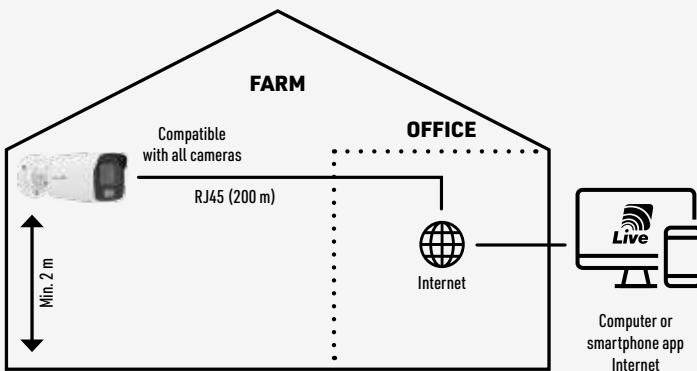 FARM
OFFICE
Compatible
with all cameras
RJ45 (200 m)
Min. 2 m
Internet
Live
Computer or
smartphone app
Internet